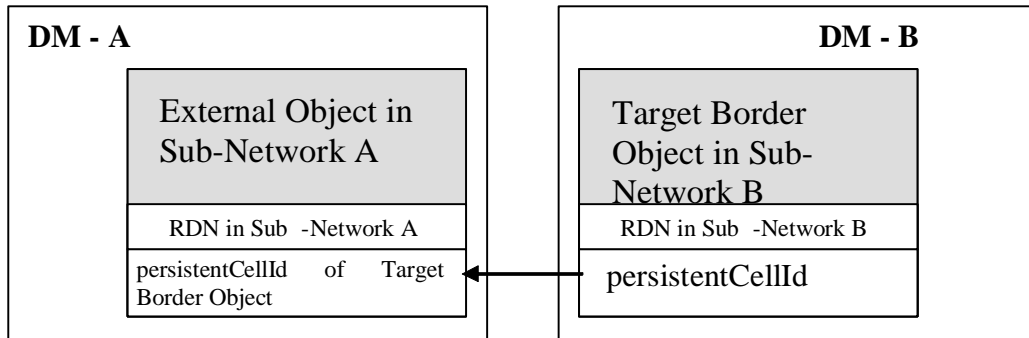 DM - A
External Object in
Sub-Network A
RDN in Sub -Network A
persistentCellId of Target
Border Object
DM - B
Target Border
Object in Sub-
Network B
RDN in Sub -Network B
persistentCellId